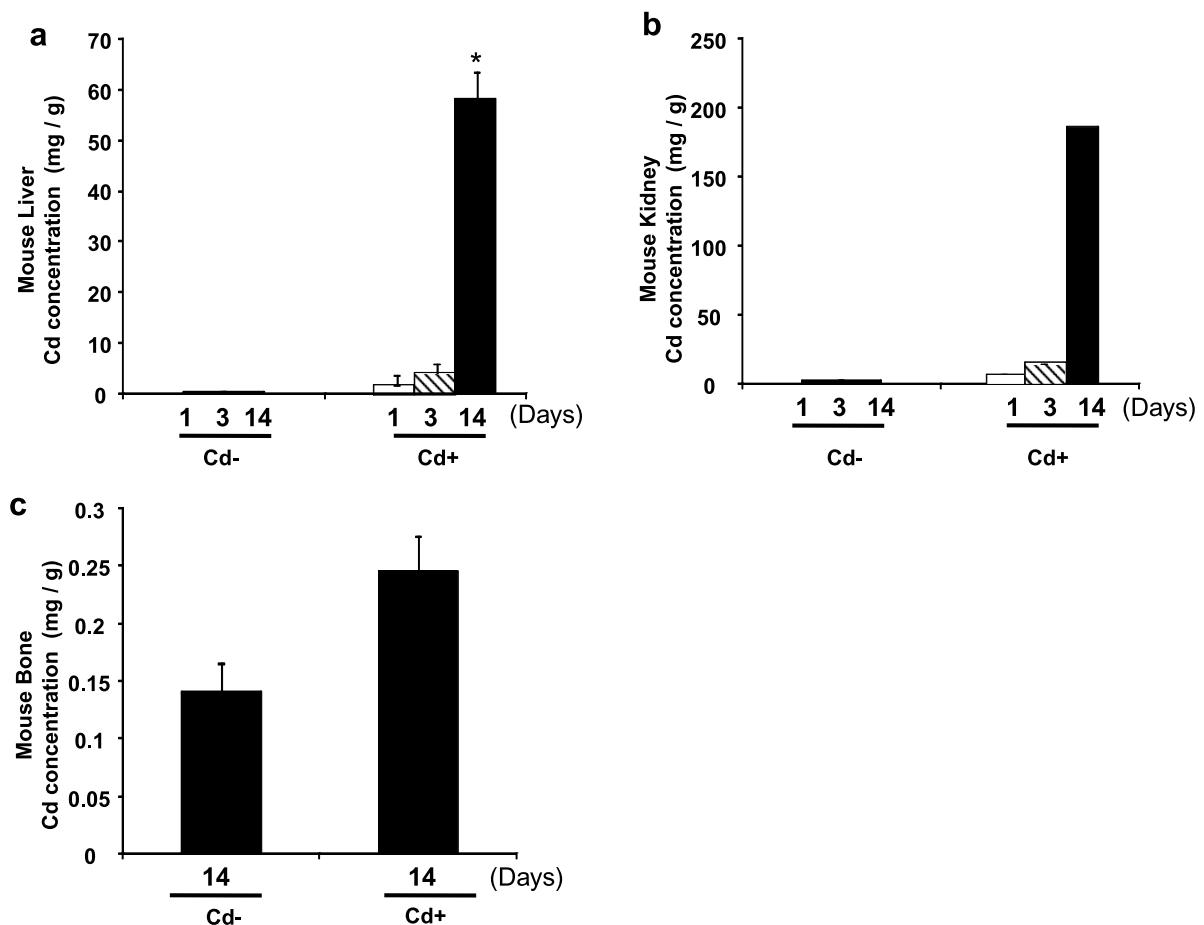 a
Mouse Liver
Cd concentration (mg / g)
70
60
50
40
30
20
10
0
*
1 3 14 1 3 14 (Days)
Cd- Cd+
b
Mouse Kidney
Cd concentration (mg / g)
250
200
150
100
50
0
1 3 14 1 3 14 (Days)
Cd- Cd+
c
Mouse Bone
Cd concentration (mg / g)
0.3
0.25
0.2
0.15
0.1
0.05
0
14 14 (Days)
Cd- Cd+